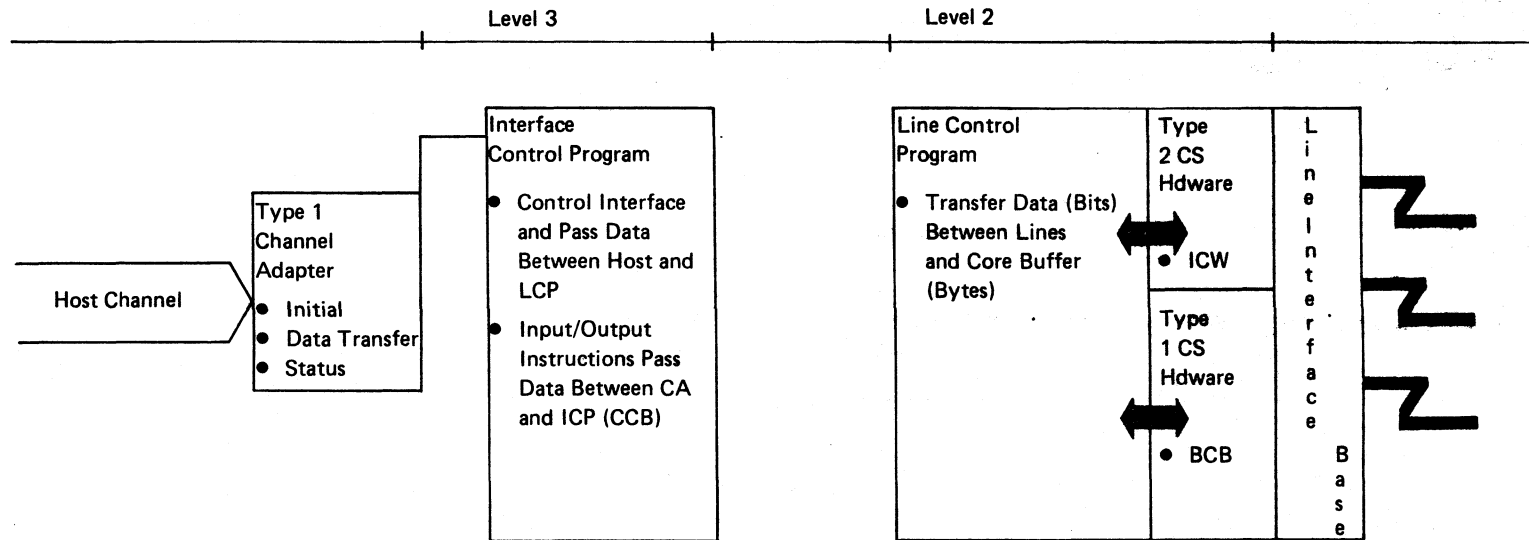 Level 3
Level 2
Host Channel
Type 1
Channel
Adapter
● Initial
● Data Transfer
● Status
Interface
Control Program
● Control Interface
and Pass Data
Between Host and
LCP
● Input/Output
Instructions Pass
Data Between CA
and ICP (CCB)
Line Control
Program
● Transfer Data (Bits)
Between Lines
and Core Buffer
(Bytes)
Type
2 CS
Hdware
● ICW
Type
1 CS
Hdware
● BCB
Line Interface
Base